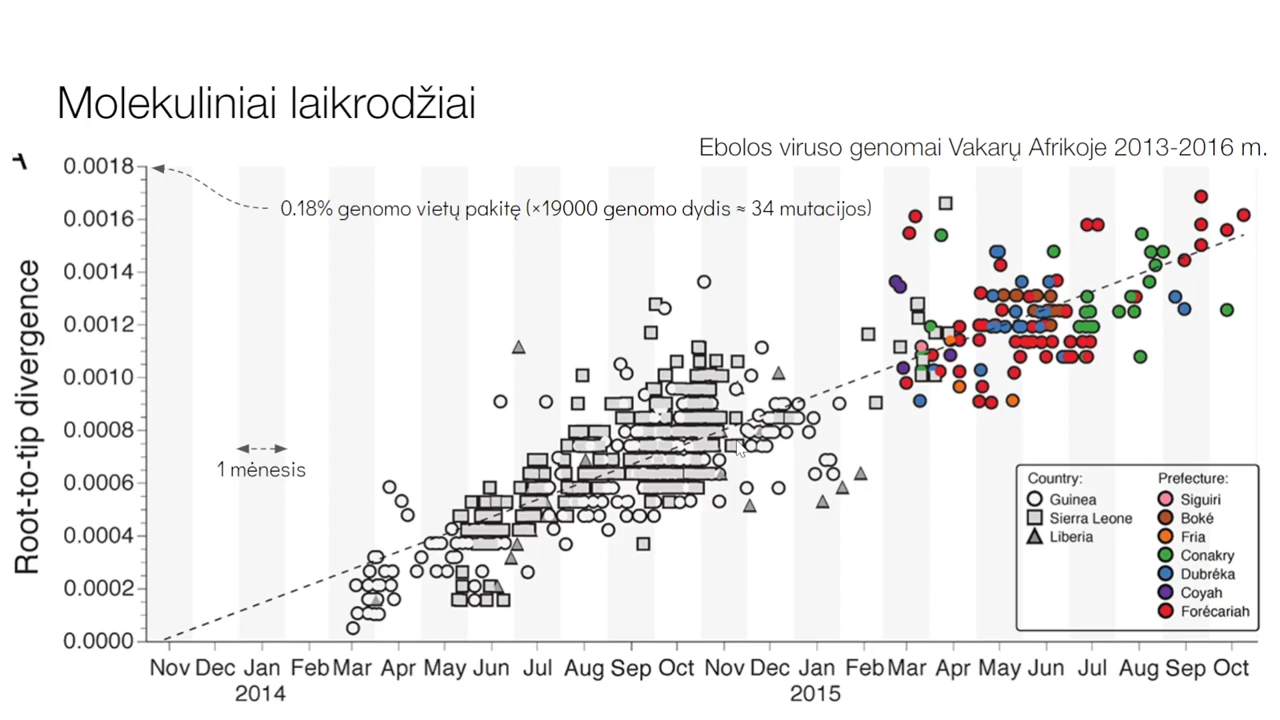 Molekuliniai laikrodžiai
Ebolos viruso genomai Vakarų Afrikoje 2013-2016 m.
0.18% genomo vietų pakitę (×19000 genomo dydis ≈ 34 mutacijos)
1 mėnesis
Root-to-tip divergence
0.0018
0.0016
0.0014
0.0012
0.0010
0.0008
0.0006
0.0004
0.0002
0.0000
Nov Dec Jan Feb Mar Apr May Jun Jul Aug Sep Oct Nov Dec Jan Feb Mar Apr May Jun Jul Aug Sep Oct
2014 2015
Country:
Guinea
Sierra Leone
Liberia
Prefecture:
Siguiri
Boké
Fria
Conakry
Dubréka
Coyah
Forécariah